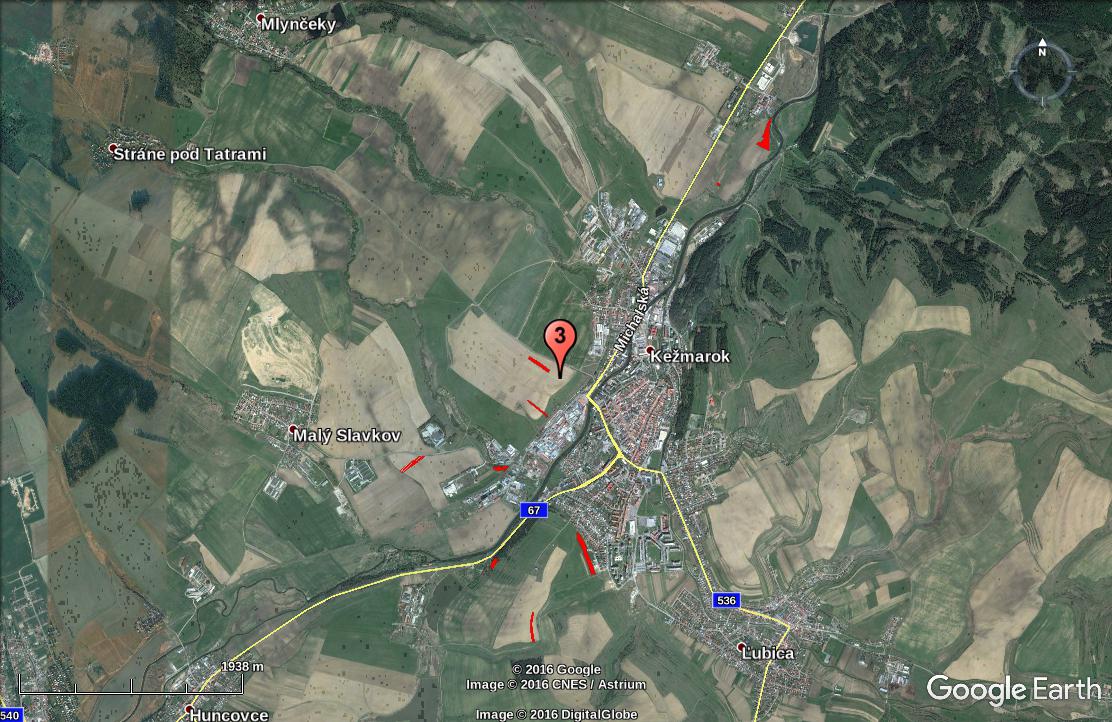 Mlynčeky
N
Stráne pod Tatrami
Michalská
3
Kežmarok
Malý Slavkov
67
536
Ľubica
1938 m
© 2016 Google
Image © 2016 CNES / Astrium
Google Earth
540
Huncovce
Image © 2016 DigitalGlobe